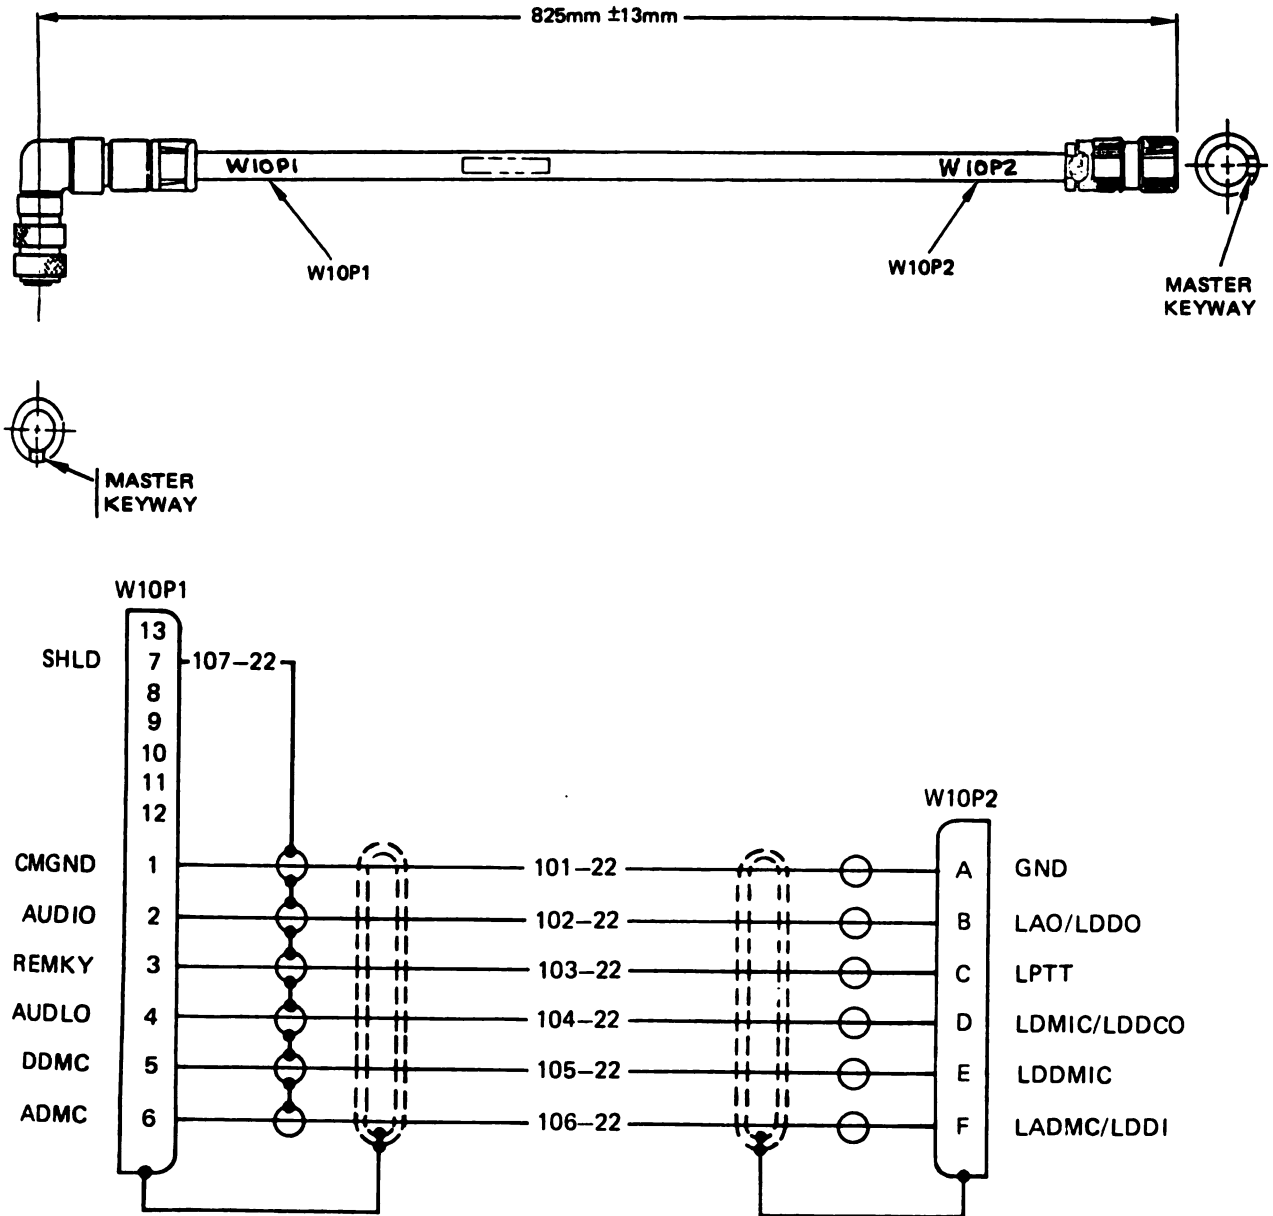 825mm ±13mm
W10P1
W10P2
W10P1
W10P2
MASTER
KEYWAY
MASTER
KEYWAY
W10P1
13
SHLD 7 107-22
8
9
10
11
12
W10P2
CMGND 1 101-22 A GND
AUDIO 2 102-22 B LAO/LDDO
REMKY 3 103-22 C LPTT
AUDLO 4 104-22 D LDMIC/LDDCO
DDMC 5 105-22 E LDDMIC
ADMC 6 106-22 F LADMC/LDDI